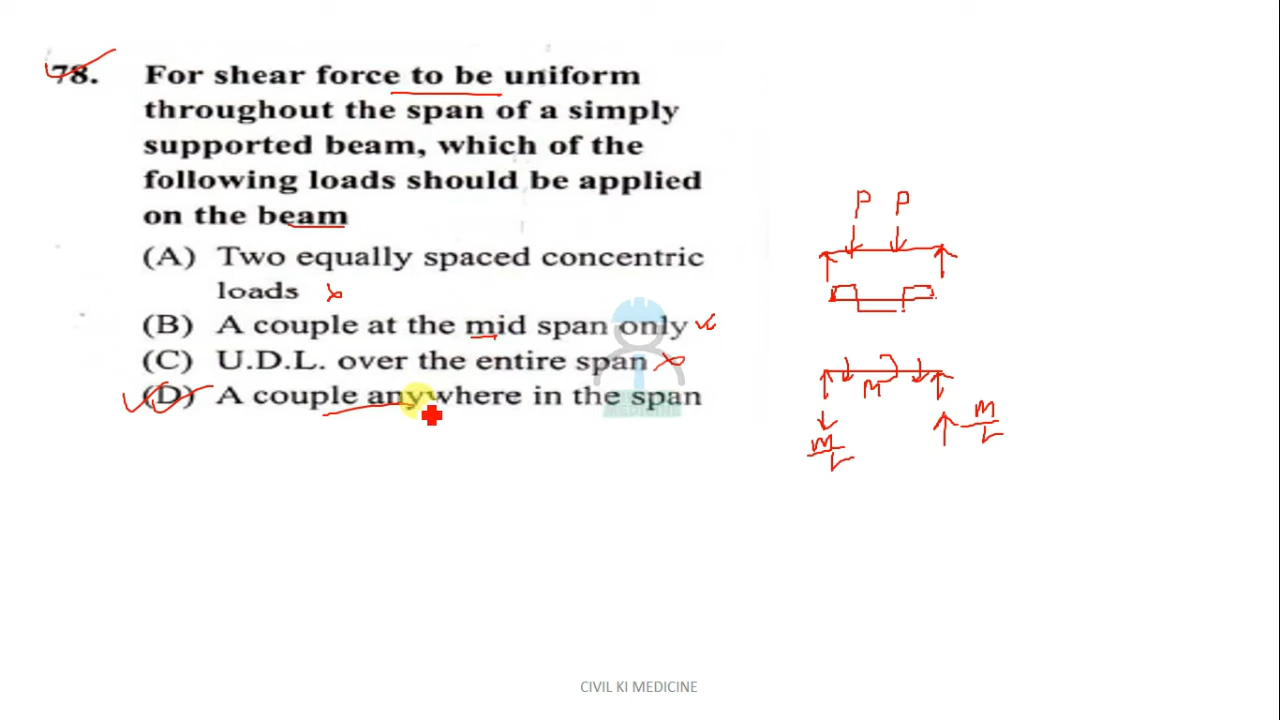 78. For shear force to be uniform
throughout the span of a simply
supported beam, which of the
following loads should be applied
on the beam
(A) Two equally spaced concentric
loads
(B) A couple at the mid span only
(C) U.D.L. over the entire span
(D) A couple anywhere in the span
MEDICINE
P P
M
M/L
M/L
CIVIL KI MEDICINE